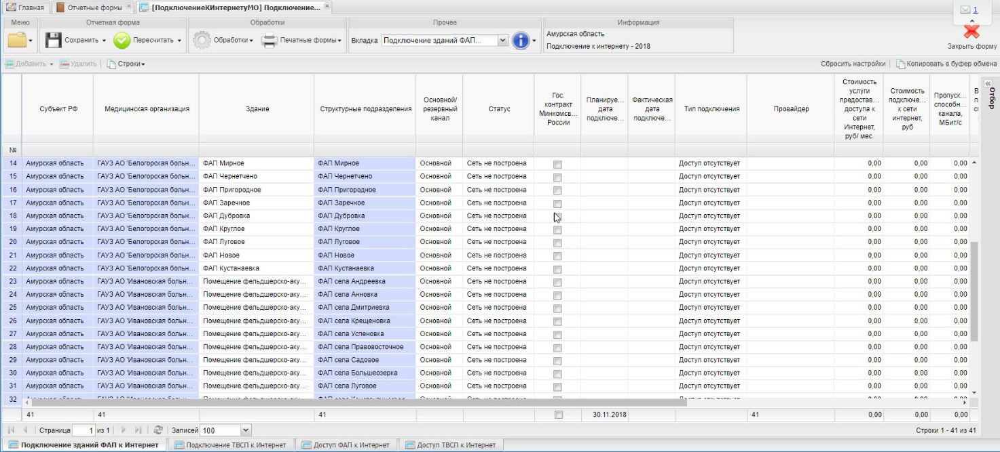 Главная
Отчетные формы
[ПодключениеКИнтернетуМО] Подключение...
1
Меню
Отчетная форма
Обработки
Прочее
Информация
Сохранить
Пересчитать
Обработки
Печатные формы
Вкладка Подключение зданий ФАП...
Амурская область
Подключение к интернету - 2018
Закрыть форму
Добавить
Удалить
Строки
Сбросить настройки
Копировать в буфер обмена
№
Субъект РФ
Медицинская организация
Здание
Структурные подразделения
Основной/
резервный
канал
Статус
Гос.
контракт
Минкомсв...
России
Планируе...
дата
подключе...
Фактическая
дата
подключе...
Тип подключения
Провайдер
Стоимость
услуги
предостав...
доступа к
сети
Интернет,
руб/ мес.
Стоимость
подключе...
к сети
интернет,
руб
Пропуск...
способн...
канала,
МБит/с
Отбор
14 Амурская область ГАУЗ АО 'Белогорская больн... ФАП Мирное ФАП Мирное Основной Сеть не построена Доступ отсутствует 0,00 0,00 0,00
15 Амурская область ГАУЗ АО 'Белогорская больн... ФАП Чернетчено ФАП Чернетчено Основной Сеть не построена Доступ отсутствует 0,00 0,00 0,00
16 Амурская область ГАУЗ АО 'Белогорская больн... ФАП Пригородное ФАП Пригородное Основной Сеть не построена Доступ отсутствует 0,00 0,00 0,00
17 Амурская область ГАУЗ АО 'Белогорская больн... ФАП Заречное ФАП Заречное Основной Сеть не построена Доступ отсутствует 0,00 0,00 0,00
18 Амурская область ГАУЗ АО 'Белогорская больн... ФАП Дубровка ФАП Дубровка Основной Сеть не построена Доступ отсутствует 0,00 0,00 0,00
19 Амурская область ГАУЗ АО 'Белогорская больн... ФАП Круглое ФАП Круглое Основной Сеть не построена Доступ отсутствует 0,00 0,00 0,00
20 Амурская область ГАУЗ АО 'Белогорская больн... ФАП Луговое ФАП Луговое Основной Сеть не построена Доступ отсутствует 0,00 0,00 0,00
21 Амурская область ГАУЗ АО 'Белогорская больн... ФАП Новое ФАП Новое Основной Сеть не построена Доступ отсутствует 0,00 0,00 0,00
22 Амурская область ГАУЗ АО 'Белогорская больн... ФАП Кустанаевка ФАП Кустанаевка Основной Сеть не построена Доступ отсутствует 0,00 0,00 0,00
23 Амурская область ГАУЗ АО 'Ивановская больн... Помещение фельдшерско-аку... ФАП села Андреевка Основной Сеть не построена Доступ отсутствует 0,00 0,00 0,00
24 Амурская область ГАУЗ АО 'Ивановская больн... Помещение фельдшерско-аку... ФАП села Анновка Основной Сеть не построена Доступ отсутствует 0,00 0,00 0,00
25 Амурская область ГАУЗ АО 'Ивановская больн... Помещение фельдшерско-аку... ФАП села Дмитриевка Основной Сеть не построена Доступ отсутствует 0,00 0,00 0,00
26 Амурская область ГАУЗ АО 'Ивановская больн... Помещение фельдшерско-аку... ФАП села Крещеновка Основной Сеть не построена Доступ отсутствует 0,00 0,00 0,00
27 Амурская область ГАУЗ АО 'Ивановская больн... Помещение фельдшерско-аку... ФАП села Успеновка Основной Сеть не построена Доступ отсутствует 0,00 0,00 0,00
28 Амурская область ГАУЗ АО 'Ивановская больн... Помещение фельдшерско-аку... ФАП села Правовосточное Основной Сеть не построена Доступ отсутствует 0,00 0,00 0,00
29 Амурская область ГАУЗ АО 'Ивановская больн... Помещение фельдшерско-аку... ФАП села Садовое Основной Сеть не построена Доступ отсутствует 0,00 0,00 0,00
30 Амурская область ГАУЗ АО 'Ивановская больн... Помещение фельдшерско-аку... ФАП села Большеозерка Основной Сеть не построена Доступ отсутствует 0,00 0,00 0,00
31 Амурская область ГАУЗ АО 'Ивановская больн... Помещение фельдшерско-аку... ФАП села Луговое Основной Сеть не построена Доступ отсутствует 0,00 0,00 0,00
32
41 41 41 30.11.2018 41 0,00 0,00 0,00
Страница 1 из 1 Записей 100
Строки 1 - 41 из 41
Подключение зданий ФАП к Интернет
Подключение ТВСП к Интернет
Доступ ФАП к Интернет
Доступ ТВСП к Интернет